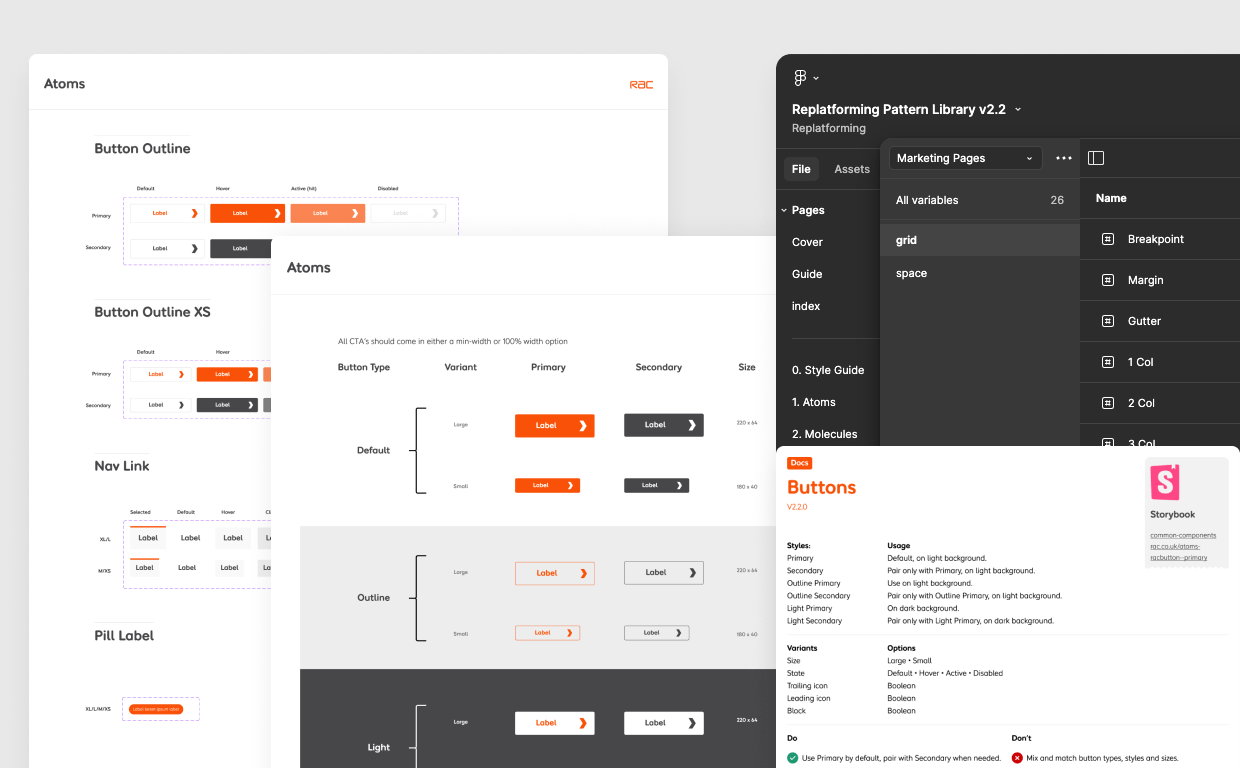 Atoms
RAC
Button Outline
Default Hover Active (hit) Disabled
Primary Label Label Label Label
Secondary Label Label
Button Outline XS
Default Hover
Primary Label Label
Secondary Label Label
Nav Link
Selected Default Hover
XL/L Label Label Label
M/XS Label Label Label
Pill Label
XL/L/M/XS
Atoms
All CTA's should come in either a min-width or 100% width option
Button Type Variant Primary Secondary Size
Default
Large Label Label 220 x 64
Small Label Label 180 x 40
Outline
Large Label Label 220 x 64
Small Label Label 180 x 40
Light
Large Label Label 220 x 64
Replatforming Pattern Library v2.2
Replatforming
File Assets
Pages
Cover
Guide
index
0. Style Guide
1. Atoms
2. Molecules
Marketing Pages
All variables 26
grid
space
Name
Breakpoint
Margin
Gutter
1 Col
2 Col
3 Col
Docs
Buttons
V2.2.0
Styles: Usage
Primary Default, on light background.
Secondary Pair only with Primary, on light background.
Outline Primary Use on light background.
Outline Secondary Pair only with Outline Primary, on light background.
Light Primary On dark background.
Light Secondary Pair only with Light Primary, on dark background.
Variants Options
Size Large • Small
State Default • Hover • Active • Disabled
Trailing icon Boolean
Leading icon Boolean
Block Boolean
Do Don't
Use Primary by default, pair with Secondary when needed. Mix and match button types, styles and sizes.
S
Storybook
common-components
rac.co.uk/atoms-
racbutton--primary